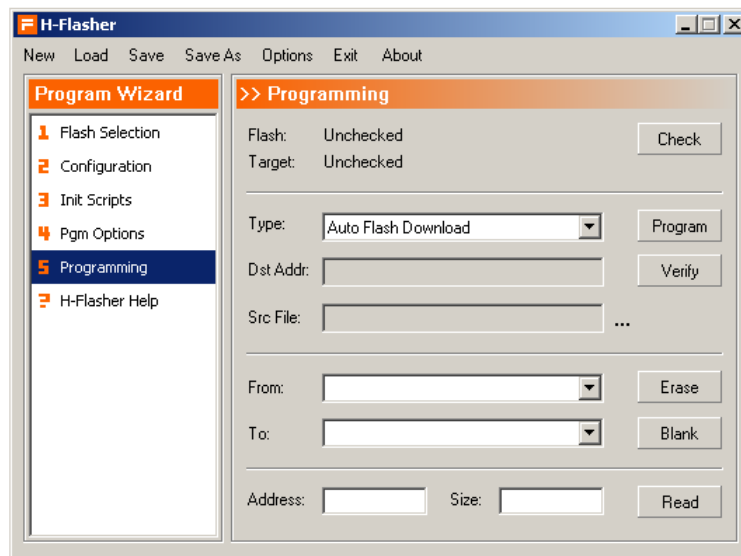 H-Flasher
New Load Save Save As Options Exit About
Program Wizard
1 Flash Selection
2 Configuration
3 Init Scripts
4 Pgm Options
5 Programming
? H-Flasher Help
>> Programming
Flash: Unchecked
Target: Unchecked
Check
Type: Auto Flash Download Program
Dst Addr: Verify
Src File: ...
From: Erase
To: Blank
Address: Size: Read